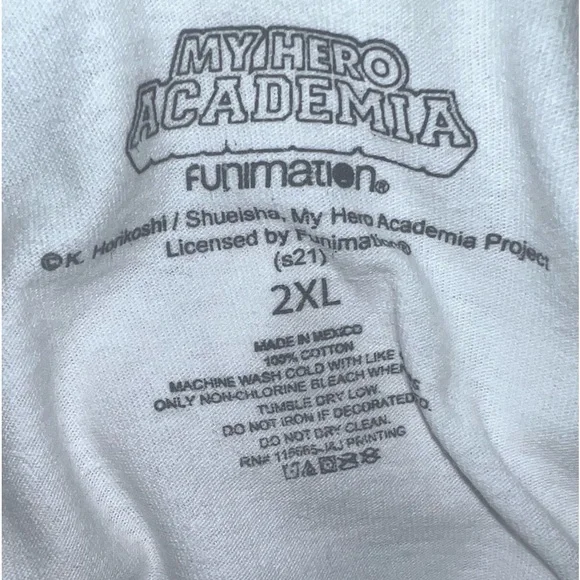 MY HERO
ACADEMIA
FUNIMATION®
©K. Horikoshi / Shueisha, My Hero Academia Project
Licensed by Funimation®
(s21)
2XL
MADE IN MEXICO
100% COTTON
MACHINE WASH COLD WITH LIKE
ONLY NON-CHLORINE BLEACH WHEN
TUMBLE DRY LOW.
DO NOT IRON IF DECORATED.
DO NOT DRY CLEAN.
RN# PRINTING